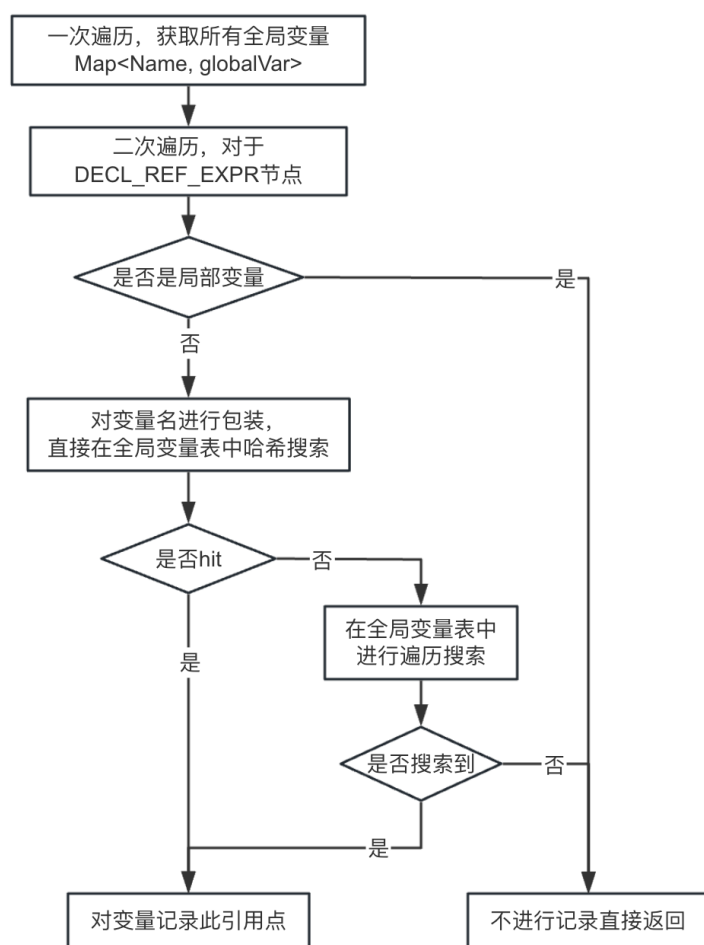 一次遍历，获取所有全局变量
Map<Name, globalVar>
二次遍历，对于
DECL_REF_EXPR节点
是否是局部变量
是
否
对变量名进行包装，
直接在全局变量表中哈希搜索
是否hit
否
在全局变量表中
进行遍历搜索
是
是否搜索到
否
是
对变量记录此引用点
不进行记录直接返回